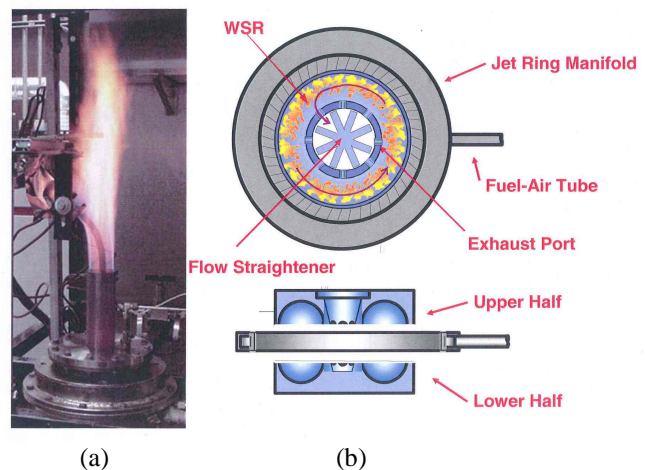 WSR
Jet Ring Manifold
Fuel-Air Tube
Exhaust Port
Flow Straightener
Upper Half
Lower Half
(a)
(b)